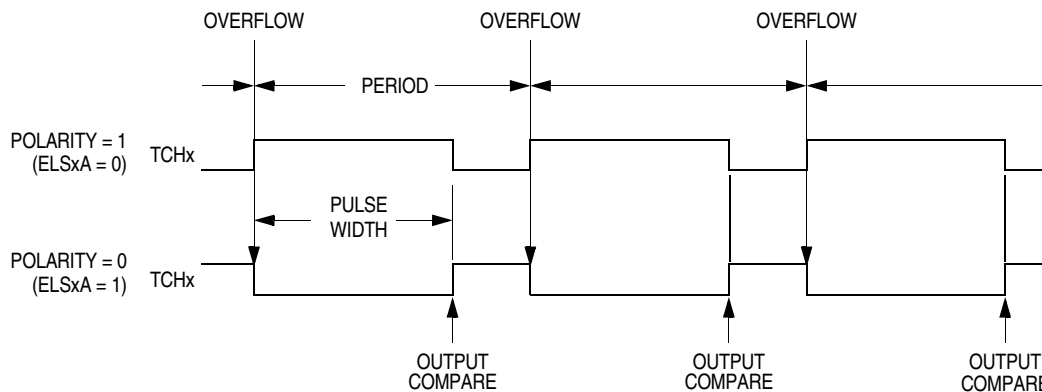 OVERFLOW OVERFLOW OVERFLOW
PERIOD
POLARITY = 1
(ELSxA = 0)
TCHx
PULSE
WIDTH
POLARITY = 0
(ELSxA = 1)
TCHx
OUTPUT
COMPARE
OUTPUT
COMPARE
OUTPUT
COMPARE